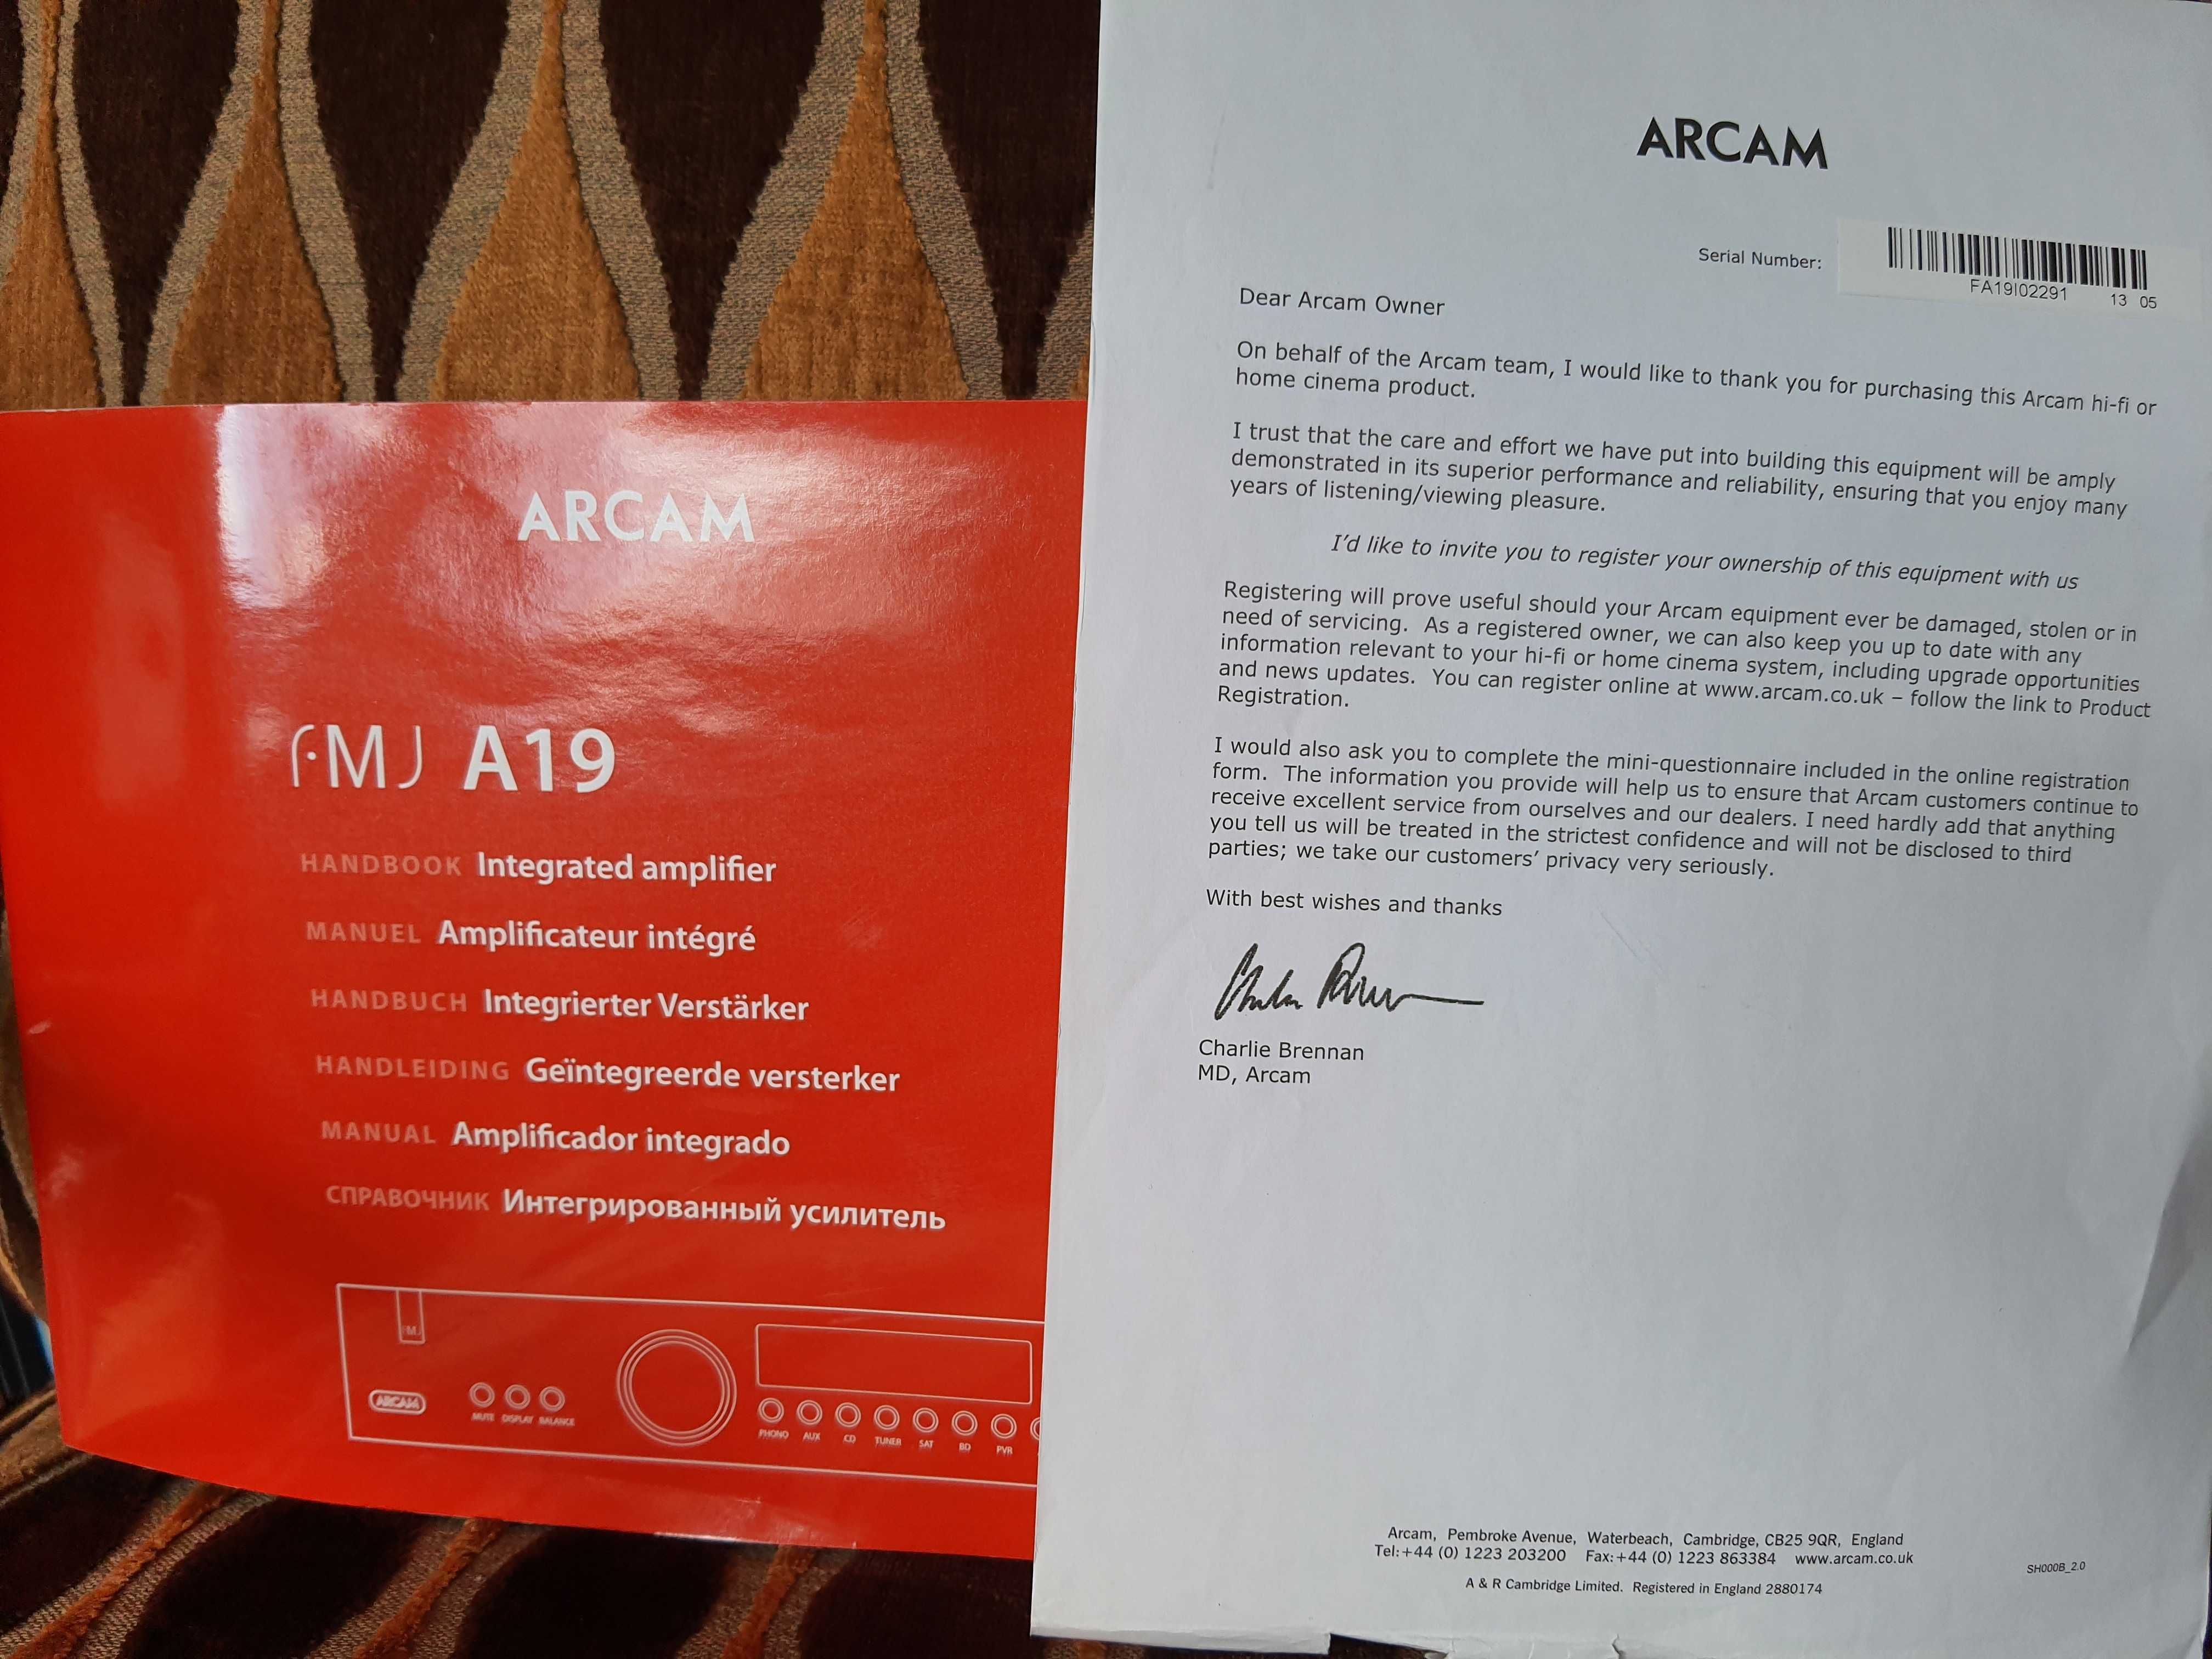 ARCAM
FMJ A19
HANDBOOK Integrated amplifier
MANUEL Amplificateur intégré
HANDBUCH Integrierter Verstärker
HANDLEIDING Geïntegreerde versterker
MANUAL Amplificador integrado
СПРАВОЧНИК Интегрированный усилитель
FMJ
ARCAM
MUTE DISPLAY BALANCE
PHONO AUX CD TUNER SAT BD PVR
ARCAM
Serial Number:
FA19I02291 13 05
Dear Arcam Owner
On behalf of the Arcam team, I would like to thank you for purchasing this Arcam hi-fi or
home cinema product.
I trust that the care and effort we have put into building this equipment will be amply
demonstrated in its superior performance and reliability, ensuring that you enjoy many
years of listening/viewing pleasure.
I'd like to invite you to register your ownership of this equipment with us
Registering will prove useful should your Arcam equipment ever be damaged, stolen or in
need of servicing. As a registered owner, we can also keep you up to date with any
information relevant to your hi-fi or home cinema system, including upgrade opportunities
and news updates. You can register online at www.arcam.co.uk – follow the link to Product
Registration.
I would also ask you to complete the mini-questionnaire included in the online registration
form. The information you provide will help us to ensure that Arcam customers continue to
receive excellent service from ourselves and our dealers. I need hardly add that anything
you tell us will be treated in the strictest confidence and will not be disclosed to third
parties; we take our customers' privacy very seriously.
With best wishes and thanks
Charlie Brennan
MD, Arcam
Arcam, Pembroke Avenue, Waterbeach, Cambridge, CB25 9QR, England
Tel:+44 (0) 1223 203200 Fax:+44 (0) 1223 863384 www.arcam.co.uk
SH000B_2.0
A & R Cambridge Limited. Registered in England 2880174